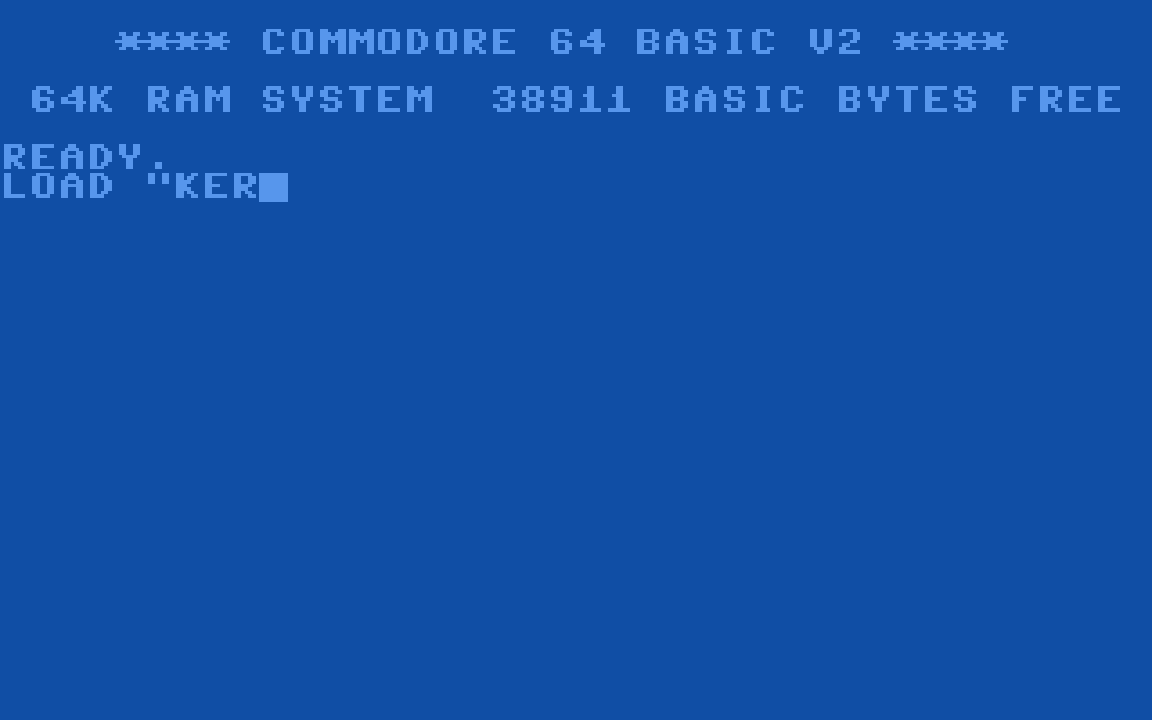 **** COMMODORE 64 BASIC V2 ****
64K RAM SYSTEM  38911 BASIC BYTES FREE
READY.
LOAD "KER